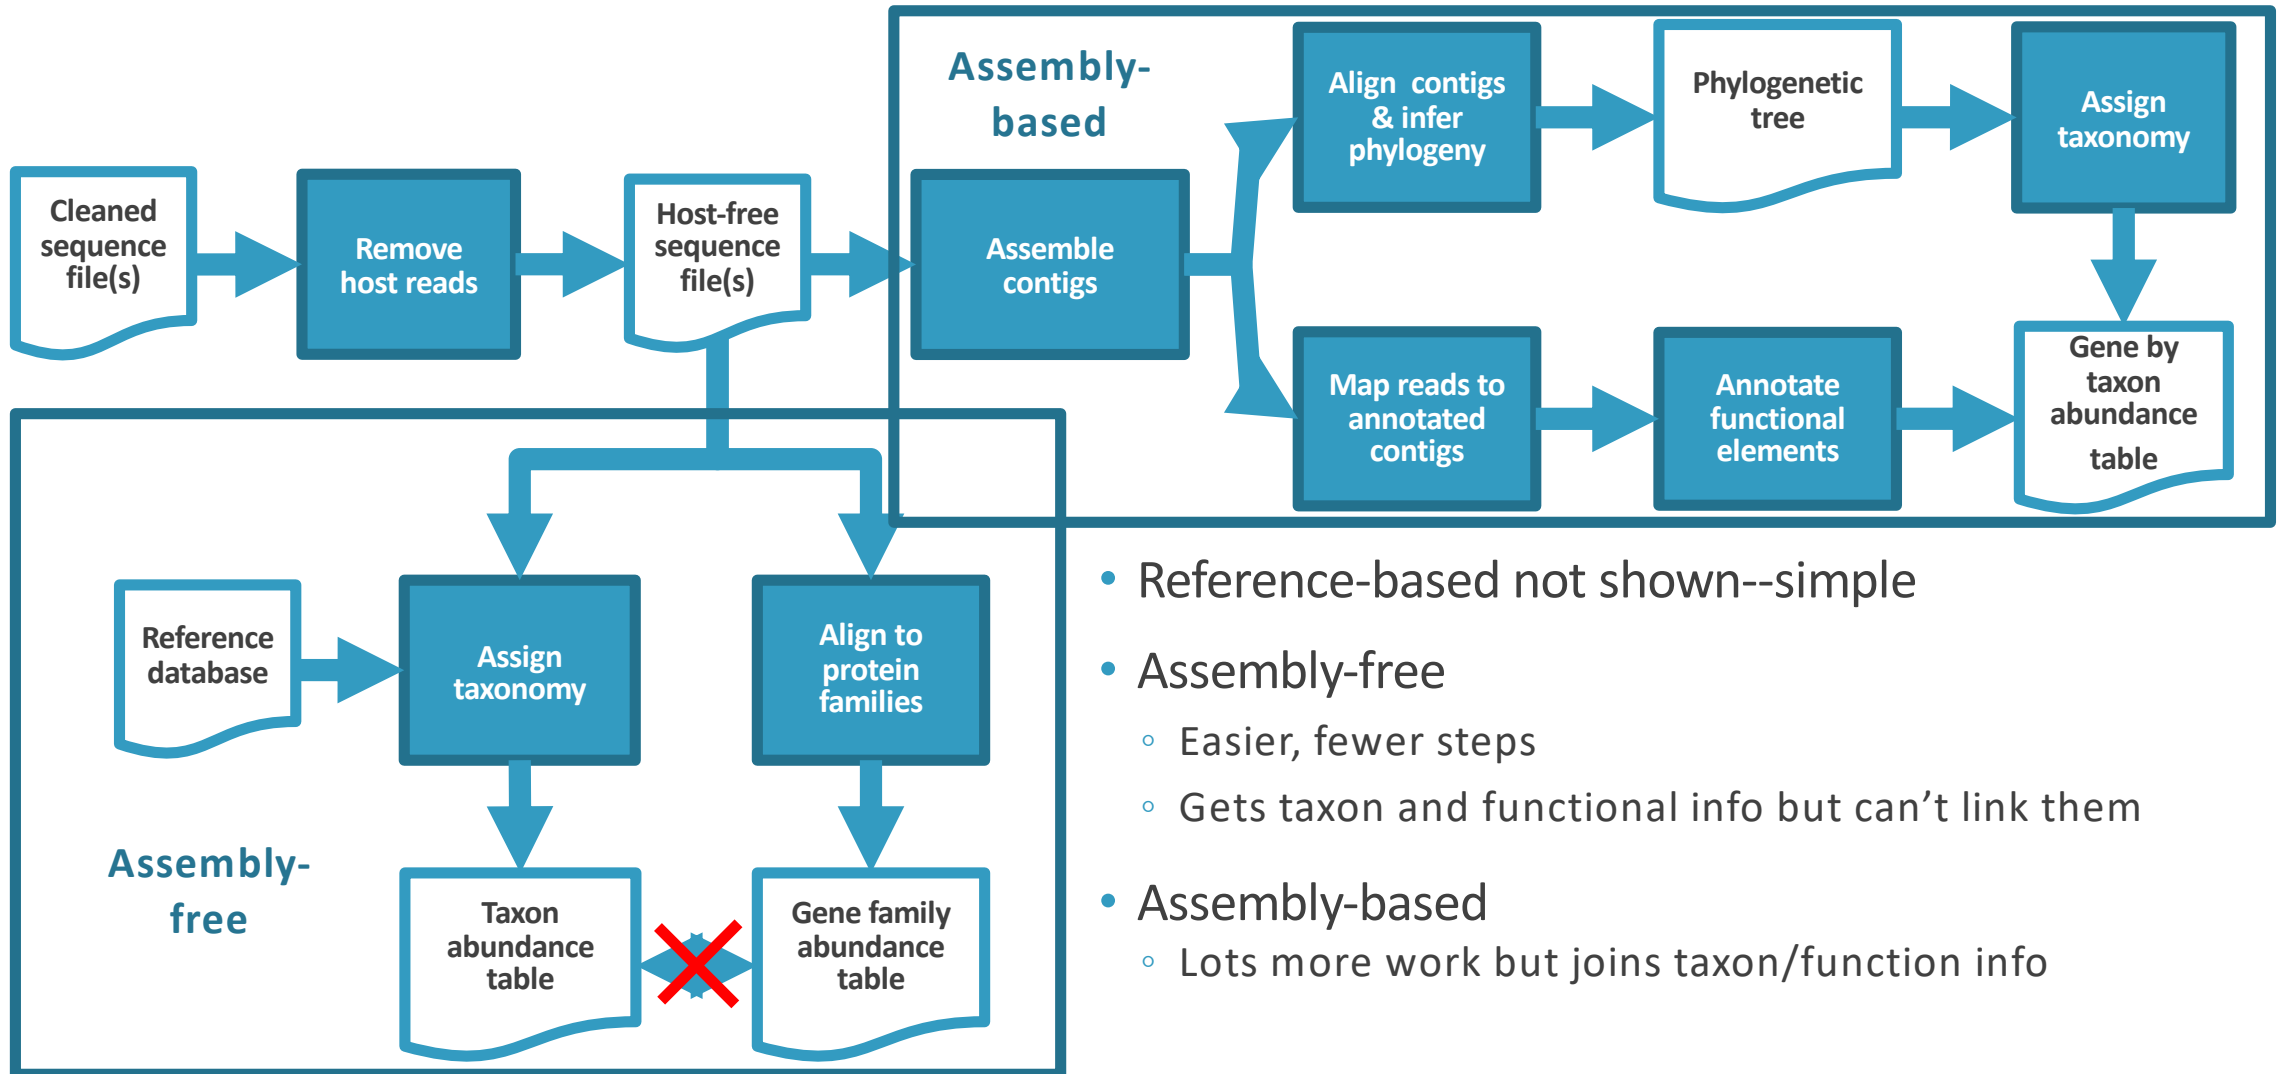 Assembly-
based
Align contigs
& infer
phylogeny
Phylogenetic
tree
Assign
taxonomy
Cleaned
sequence
file(s)
Remove
host reads
Host-free
sequence
file(s)
Assemble
contigs
Map reads to
annotated
contigs
Annotate
functional
elements
Gene by
taxon
abundance
table
Reference
database
Assign
taxonomy
Align to
protein
families
Assembly-
free
Taxon
abundance
table
Gene family
abundance
table
• Reference-based not shown--simple
• Assembly-free
◦ Easier, fewer steps
◦ Gets taxon and functional info but can’t link them
• Assembly-based
◦ Lots more work but joins taxon/function info